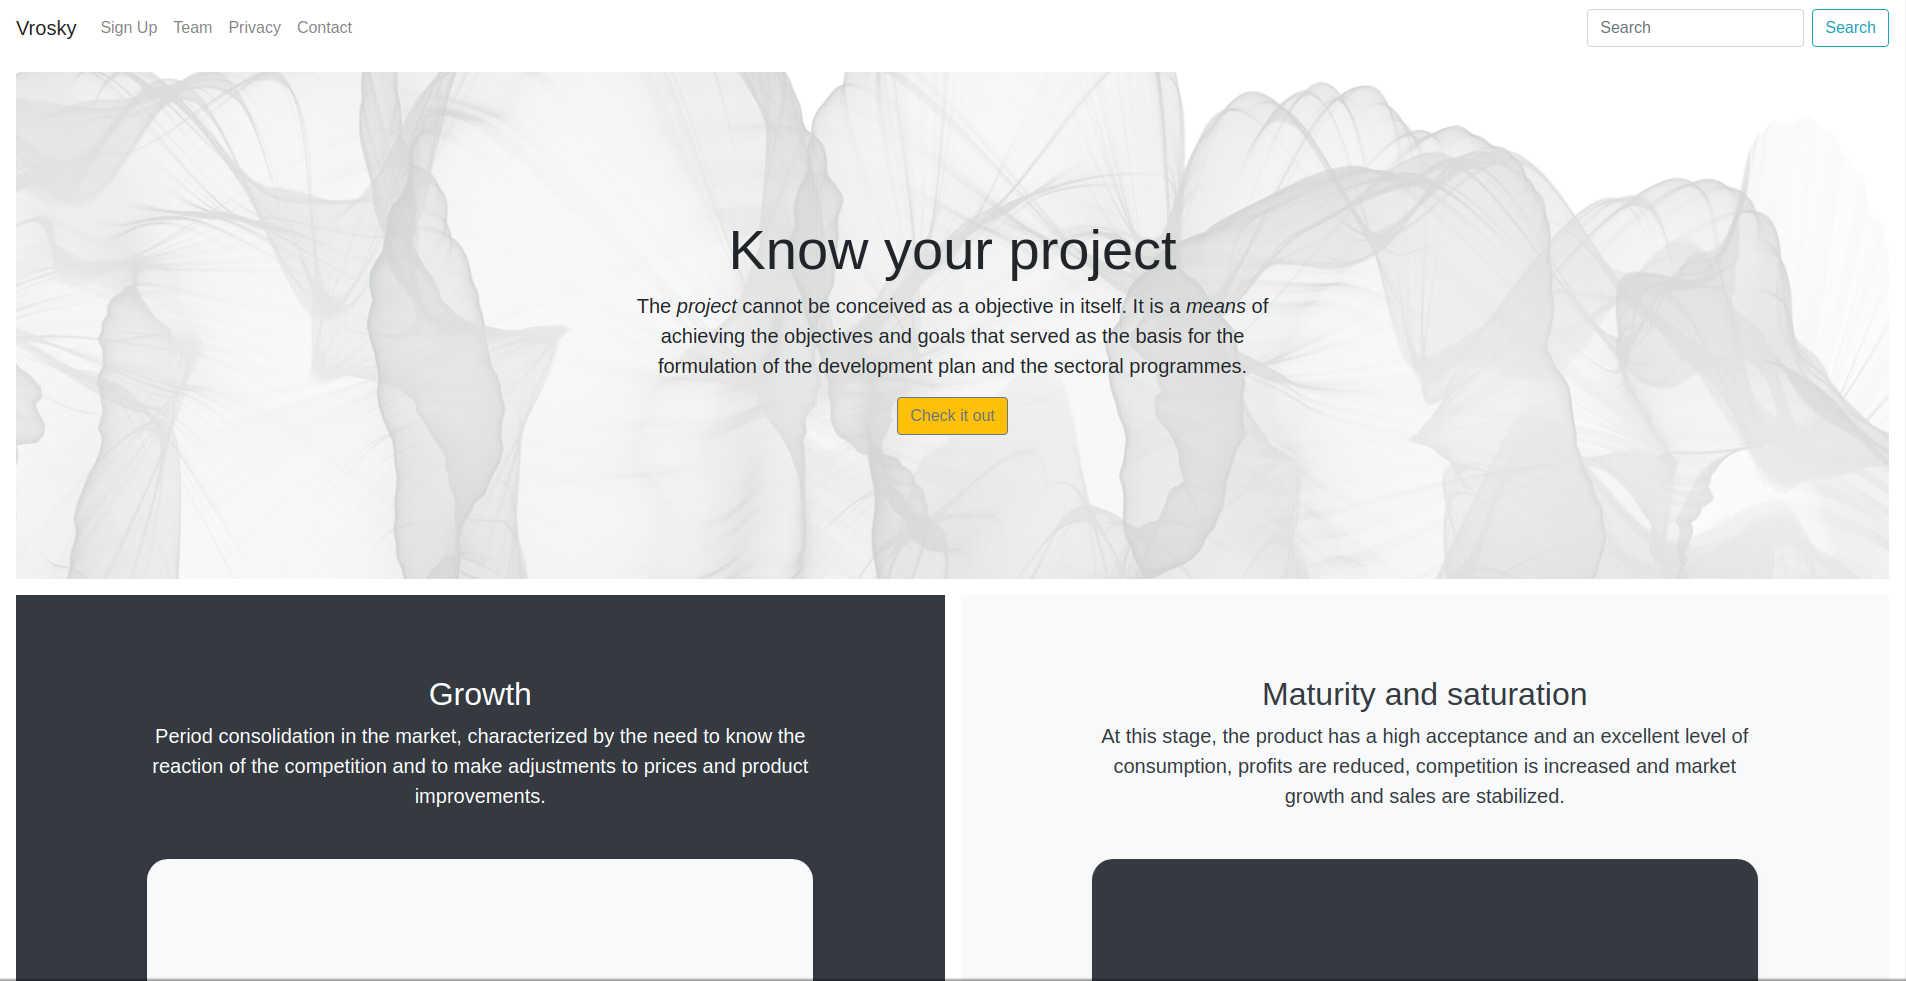 Vrosky Sign Up Team Privacy Contact Search Search
Know your project
The project cannot be conceived as a objective in itself. It is a means of
achieving the objectives and goals that served as the basis for the
formulation of the development plan and the sectoral programmes.
Check it out
Growth
Period consolidation in the market, characterized by the need to know the
reaction of the competition and to make adjustments to prices and product
improvements.
Maturity and saturation
At this stage, the product has a high acceptance and an excellent level of
consumption, profits are reduced, competition is increased and market
growth and sales are stabilized.